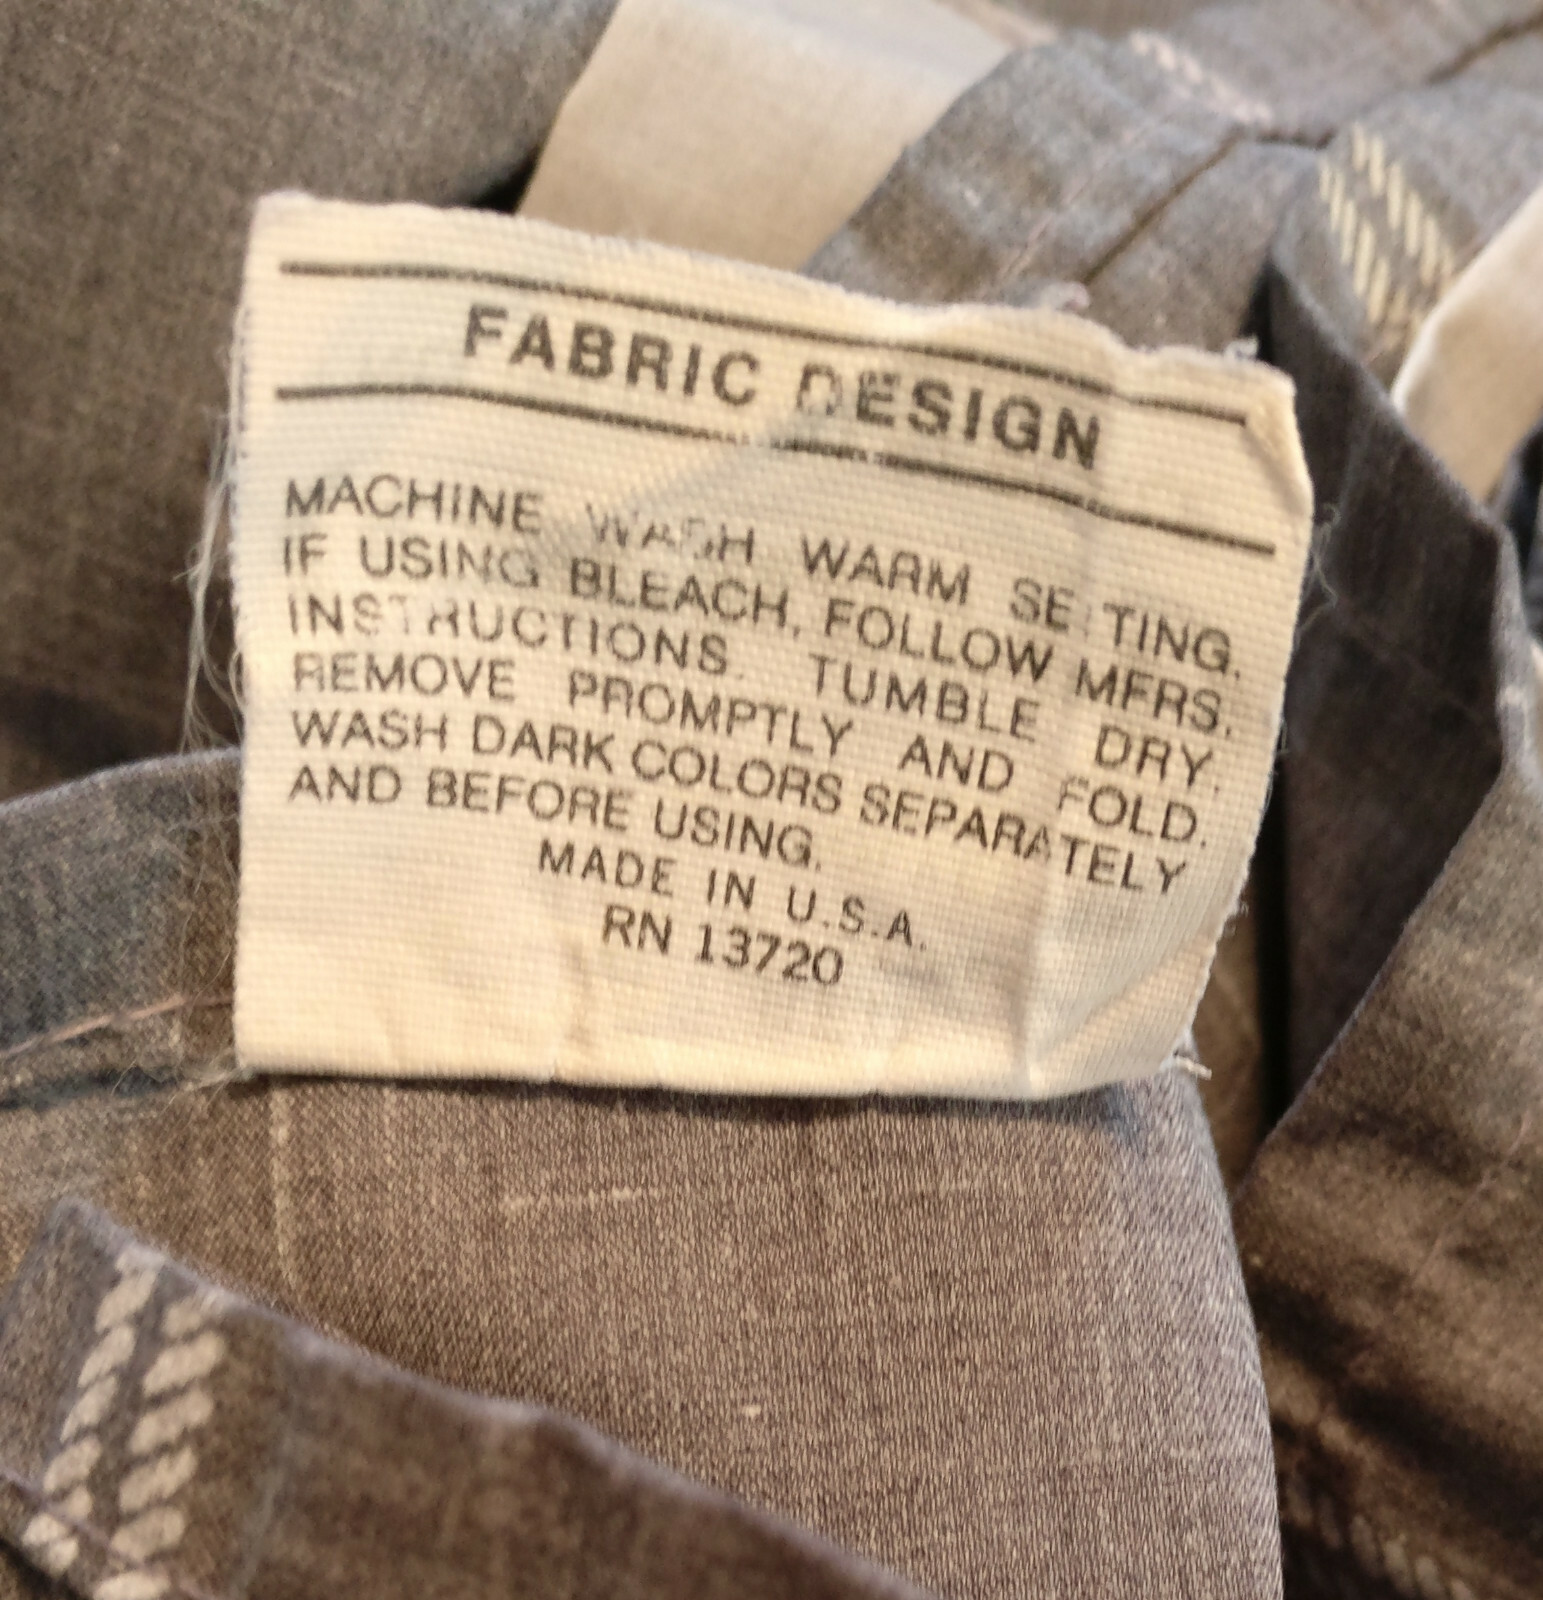 FABRIC DESIGN
MACHINE WASH WARM SETTING.
IF USING BLEACH, FOLLOW MFRS.
INSTRUCTIONS. TUMBLE DRY.
REMOVE PROMPTLY AND FOLD.
WASH DARK COLORS SEPARATELY
AND BEFORE USING.
MADE IN U.S.A.
RN 13720